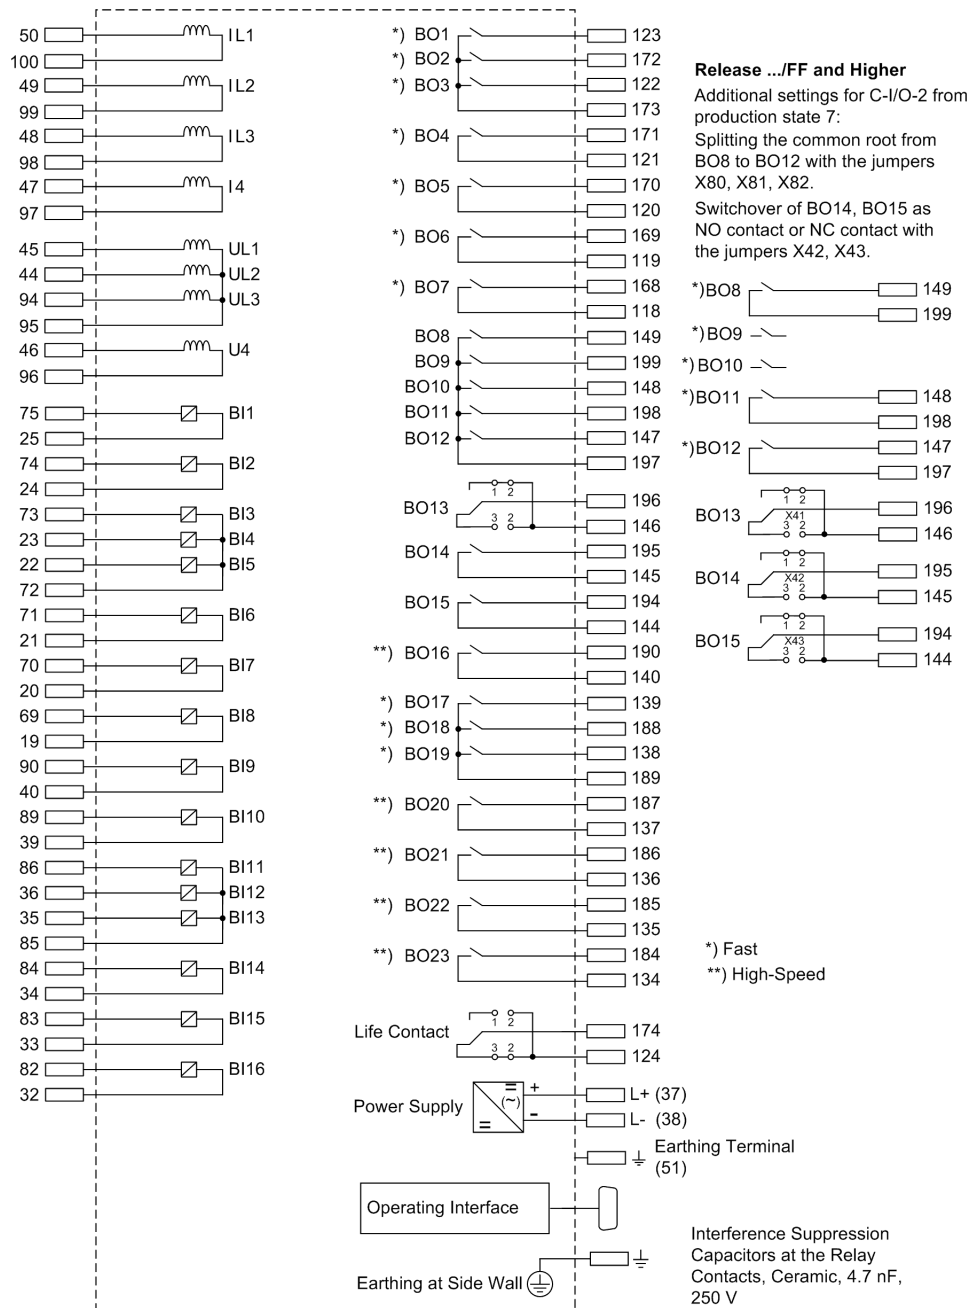 50 IL1
100
49 IL2
99
48 IL3
98
47 I4
97
45 UL1
44 UL2
94 UL3
95
46 U4
96
75 BI1
25
74 BI2
24
73 BI3
23 BI4
22 BI5
72
71 BI6
21
70 BI7
20
69 BI8
19
90 BI9
40
89 BI10
39
86 BI11
36 BI12
35 BI13
85
84 BI14
34
83 BI15
33
82 BI16
32
*) BO1 123
*) BO2 172
*) BO3 122
173
*) BO4 171
121
*) BO5 170
120
*) BO6 169
119
*) BO7 168
118
BO8 149
BO9 199
BO10 148
BO11 198
BO12 147
197
1 2
BO13 196
3 2
146
BO14 195
145
BO15 194
144
**) BO16 190
140
*) BO17 139
*) BO18 188
*) BO19 138
189
**) BO20 187
137
**) BO21 186
136
**) BO22 185
135
**) BO23 184
134
1 2
Life Contact 174
3 2
124
Power Supply = (~) = + - L+ (37)
L- (38)
Earthing Terminal
(51)
Operating Interface
Earthing at Side Wall
Release .../FF and Higher
Additional settings for C-I/O-2 from
production state 7:
Splitting the common root from
BO8 to BO12 with the jumpers
X80, X81, X82.
Switchover of BO14, BO15 as
NO contact or NC contact with
the jumpers X42, X43.
*)BO8 149
199
*)BO9
*)BO10
*)BO11 148
198
*)BO12 147
197
1 2
BO13 X41 196
3 2
146
1 2
BO14 X42 195
3 2
145
1 2
BO15 X43 194
3 2
144
*) Fast
**) High-Speed
Interference Suppression
Capacitors at the Relay
Contacts, Ceramic, 4.7 nF,
250 V